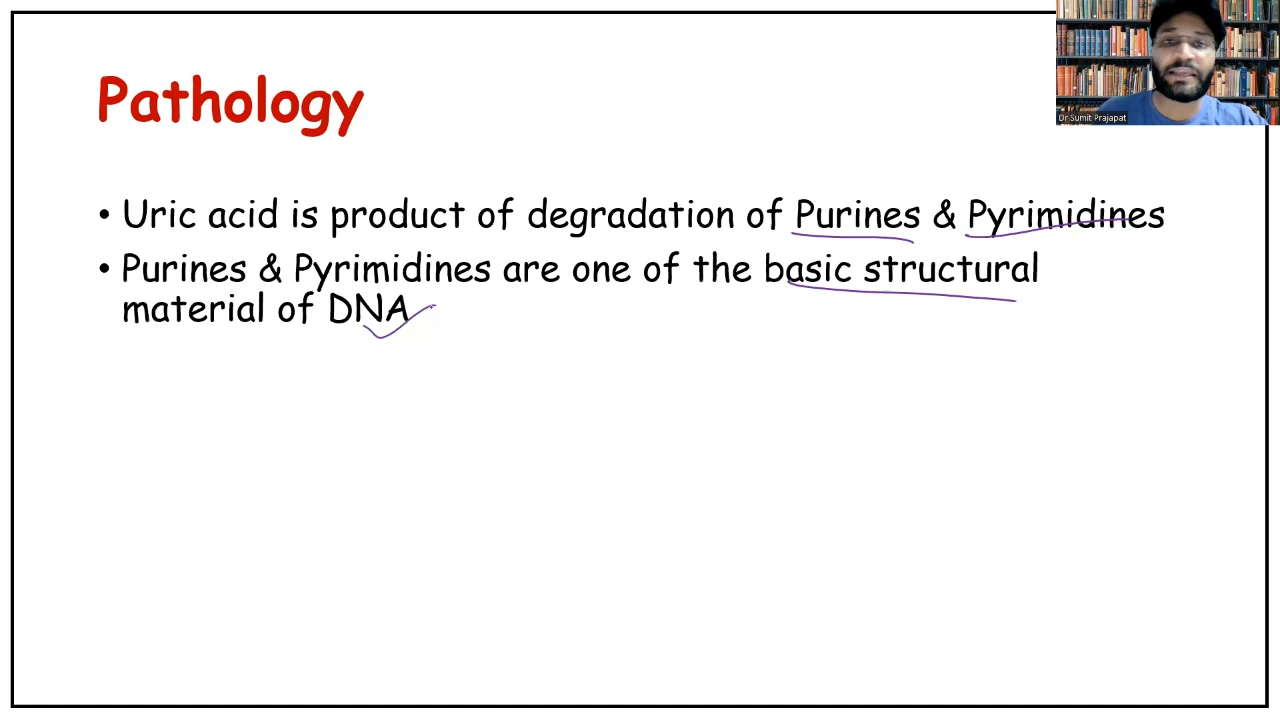 Pathology
Dr.Sumit Prajapat
• Uric acid is product of degradation of Purines & Pyrimidines
• Purines & Pyrimidines are one of the basic structural
material of DNA